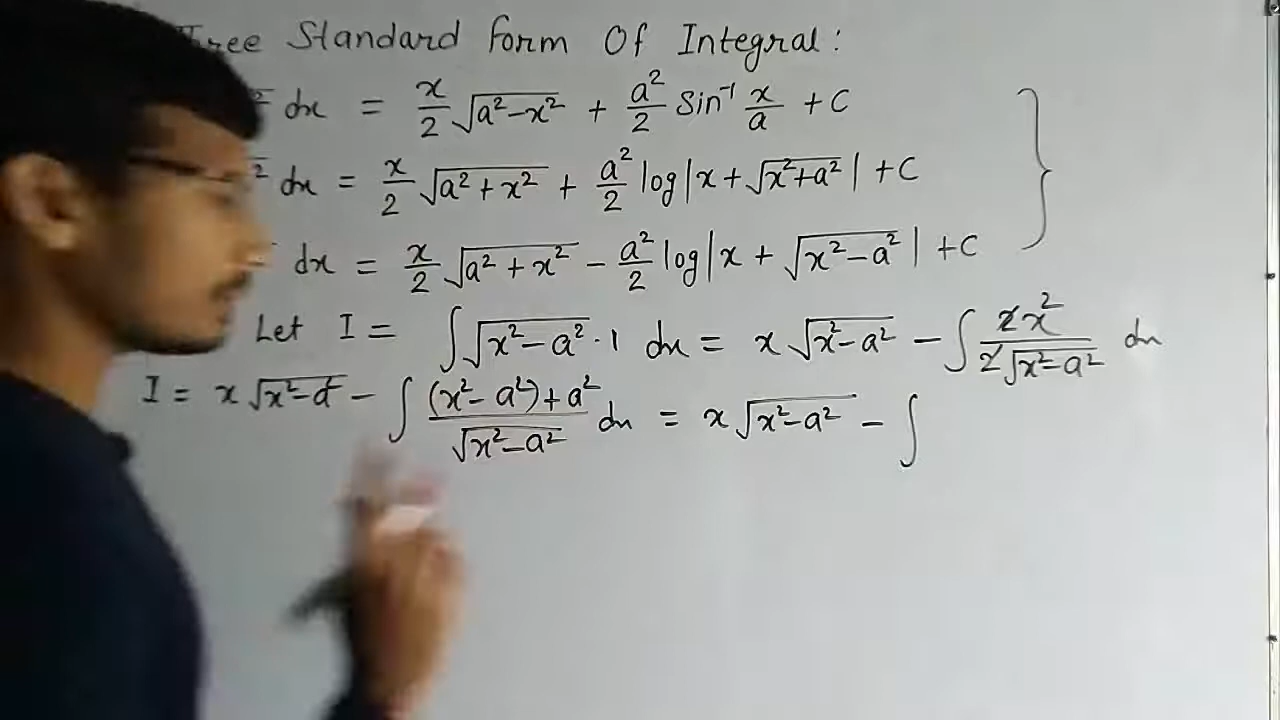 Three Standard form Of Integral :
dx = x/2 √(a²-x²) + a²/2 Sin⁻¹ x/a + C
dx = x/2 √(a²+x²) + a²/2 log|x + √(x²+a²)| + C
dx = x/2 √(a²+x²) - a²/2 log|x + √(x²-a²)| + C
Let I = ∫√(x²-a²)·1 dx = x √(x²-a²) - ∫ 2x²/(2√(x²-a²)) dx
I = x √(x²-a²) - ∫ ((x²-a²)+a²)/√(x²-a²) dx = x √(x²-a²) - ∫